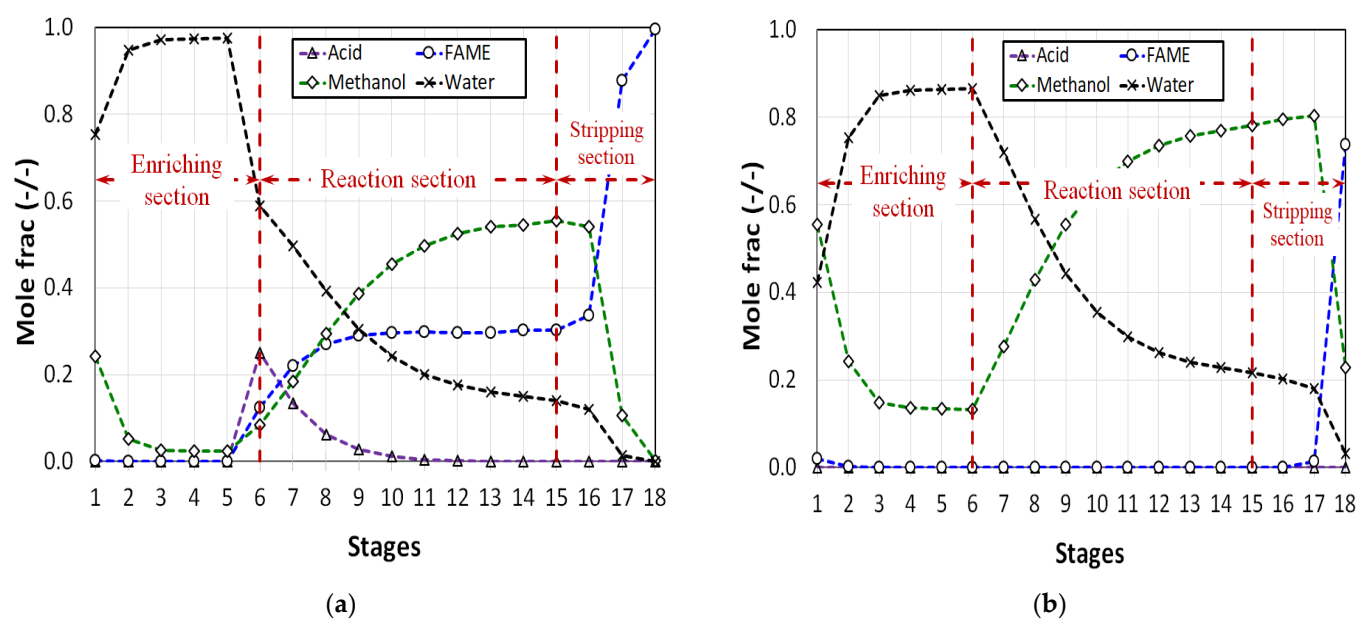 Mole frac (-/-)
1.0
0.8
0.6
0.4
0.2
0.0
Acid
FAME
Methanol
Water
Enriching
section
Reaction section
Stripping
section
1 2 3 4 5 6 7 8 9 10 11 12 13 14 15 16 17 18
Stages
(a)
Mole frac (-/-)
1.0
0.8
0.6
0.4
0.2
0.0
Acid
FAME
Methanol
Water
Enriching
section
Reaction section
Stripping
section
1 2 3 4 5 6 7 8 9 10 11 12 13 14 15 16 17 18
Stages
(b)